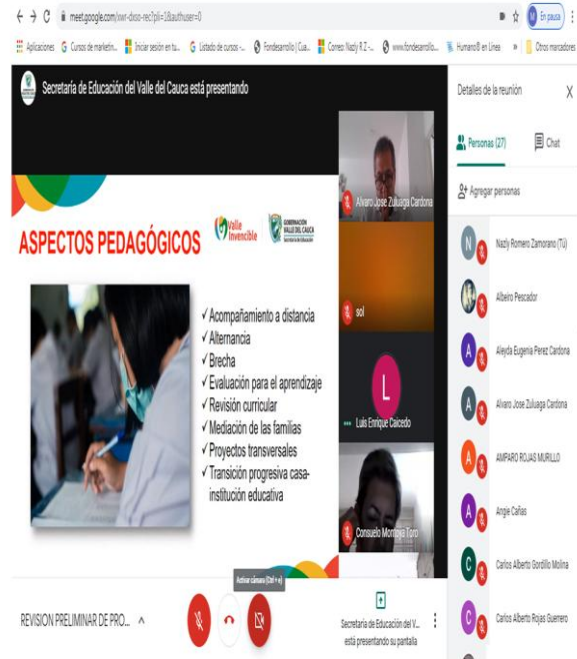 meet.google.com/xwr-dxso-rec?pli=1&authuser=0
En pausa
Aplicaciones
Cursos de marketin...
Iniciar sesión en tu...
Listado de cursos -...
Fondesarrollo | Cua...
Correo: Nazly R.Z -...
www.fondesarrollo...
Humano® en Línea
»
Otros marcadores
Secretaría de Educación del Valle del Cauca está presentando
Valle
Invencible
GOBERNACIÓN
VALLE DEL CAUCA
Secretaría de Educación
ASPECTOS PEDAGÓGICOS
✓ Acompañamiento a distancia
✓ Alternancia
✓ Brecha
✓ Evaluación para el aprendizaje
✓ Revisión curricular
✓ Mediación de las familias
✓ Proyectos transversales
✓ Transición progresiva casa-
institución educativa
Alvaro Jose Zuluaga Cardona
sol
L
Luis Enrique Caicedo
Consuelo Montoya Toro
Detalles de la reunión
Personas (27)
Chat
Agregar personas
N
Nazly Romero Zamorano (Tú)
Albeiro Pescador
A
Aleyda Eugenia Perez Cardona
A
Alvaro Jose Zuluaga Cardona
A
AMPARO ROJAS MURILLO
A
Angie Cañas
C
Carlos Alberto Gordillo Molina
C
Carlos Alberto Rojas Guerrero
Activar cámara (Ctrl + e)
REVISION PRELIMINAR DE PRO...
Secretaría de Educación del V...
está presentando su pantalla